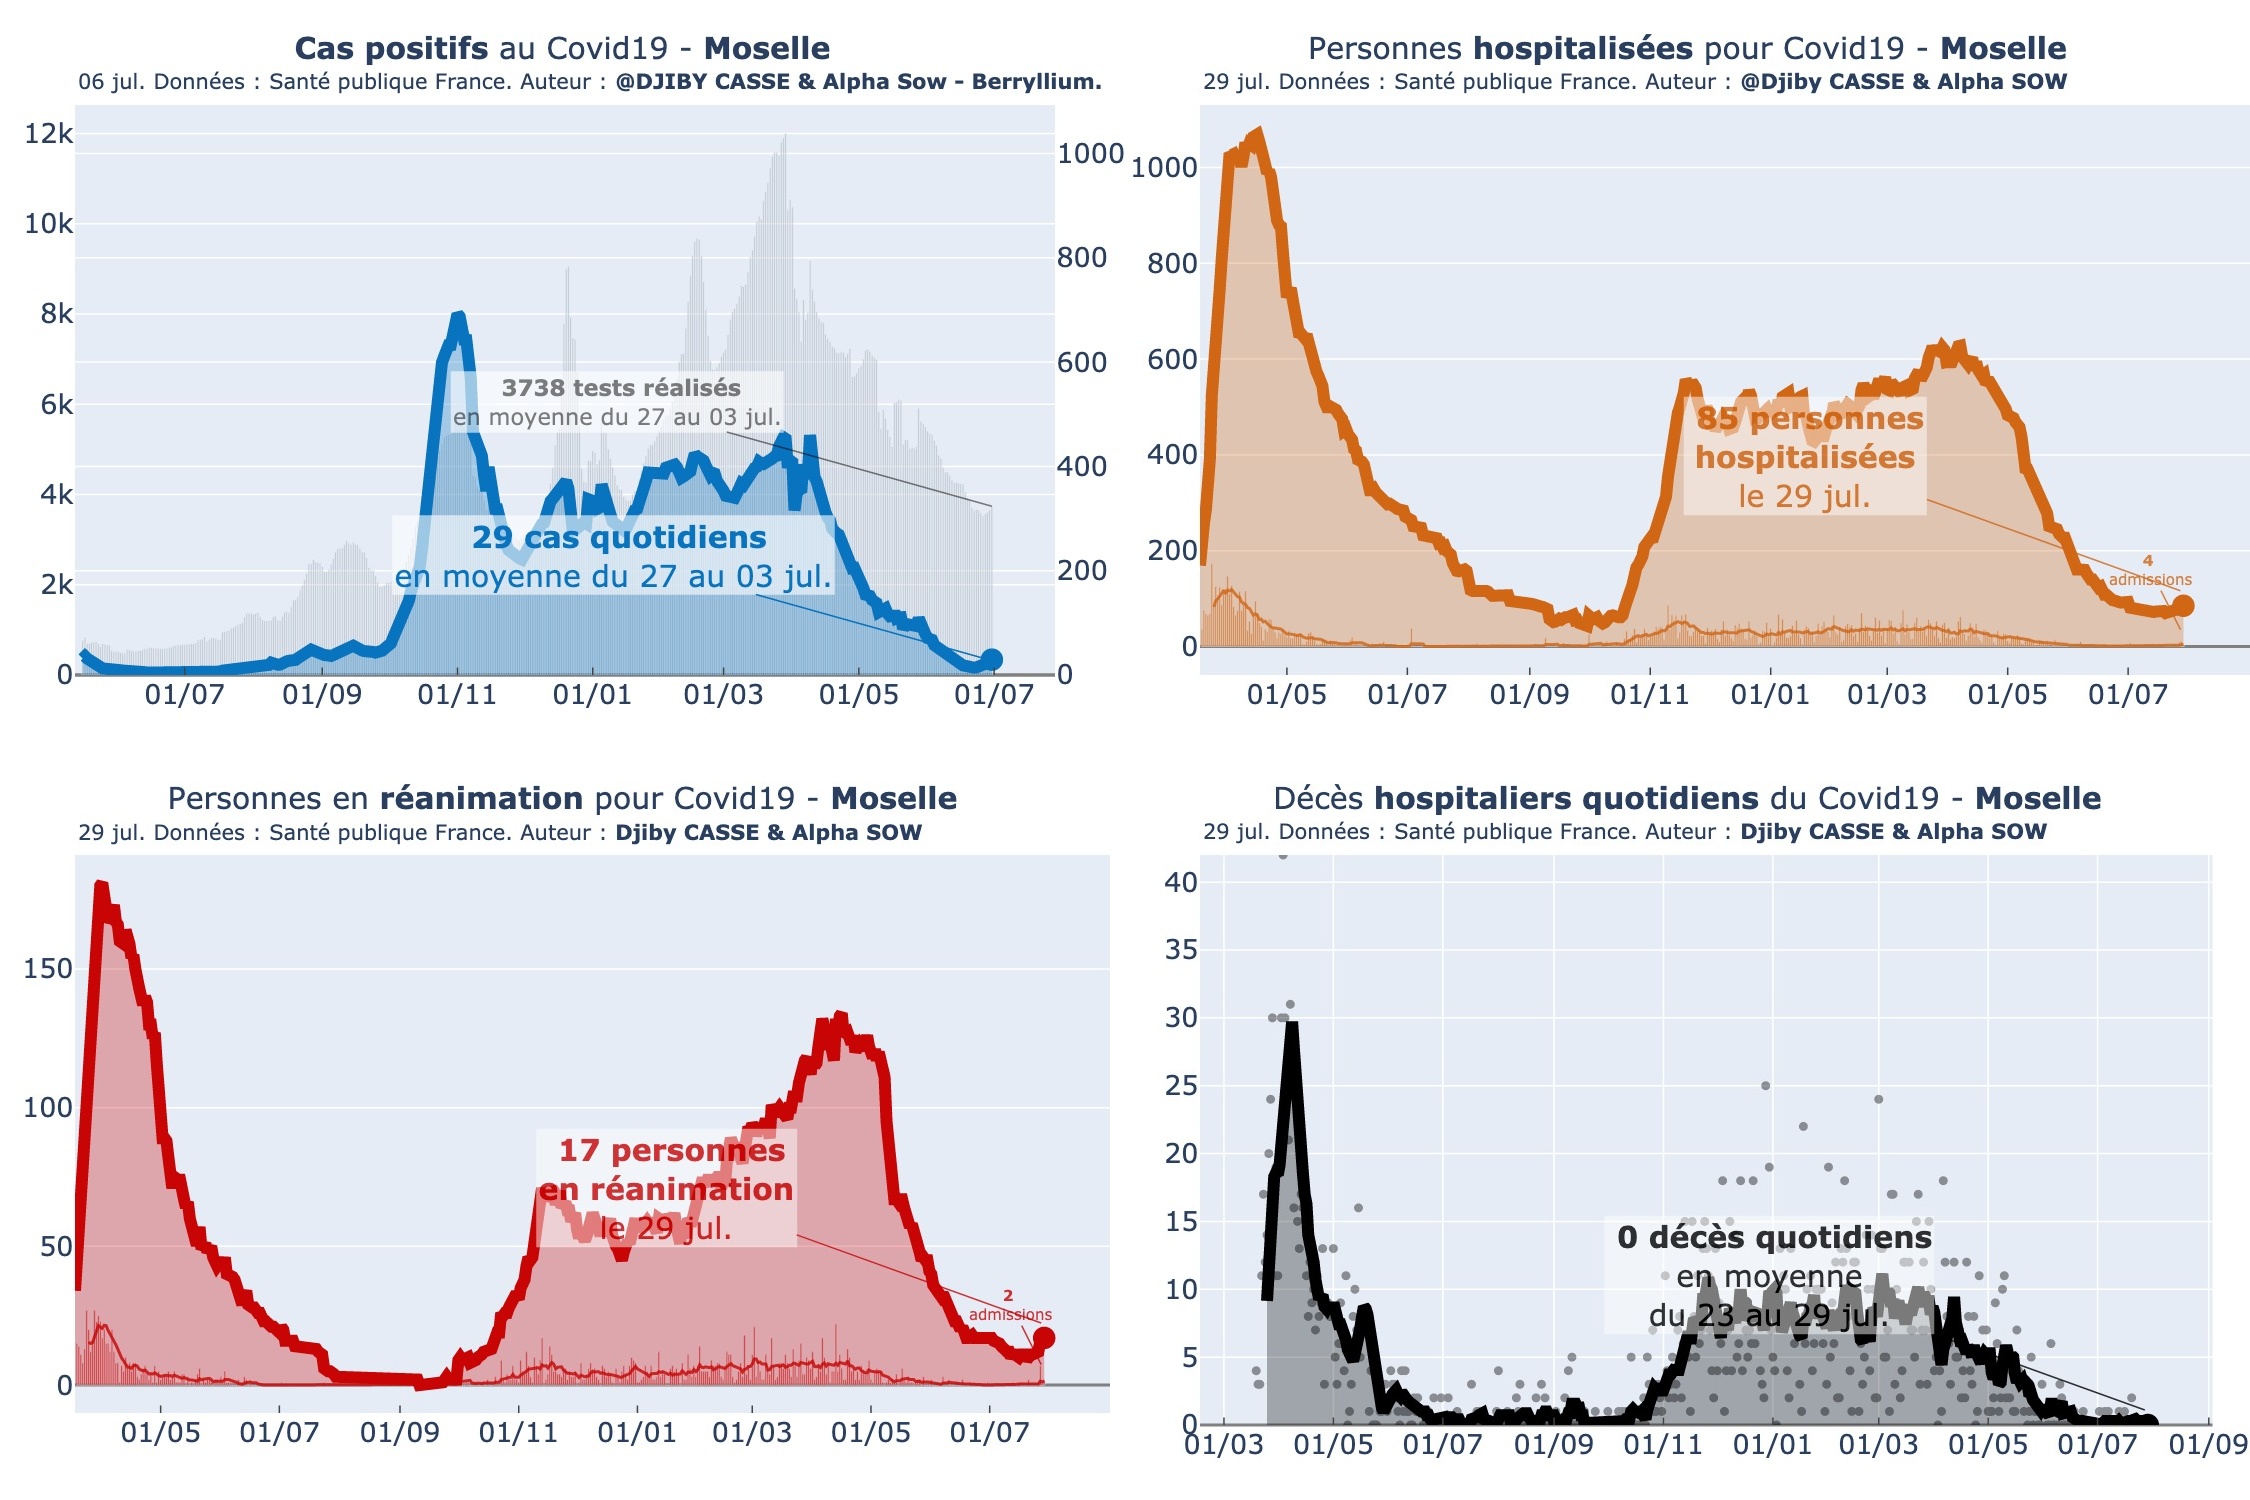 Cas positifs au Covid19 - Moselle
06 jul. Données : Santé publique France. Auteur : @DJIBY CASSE & Alpha Sow - Berryllium.
12k
10k
8k
6k
4k
2k
0
1000
800
600
400
200
0
3738 tests réalisés
en moyenne du 27 au 03 jul.
29 cas quotidiens
en moyenne du 27 au 03 jul.
01/07
01/09
01/11
01/01
01/03
01/05
01/07
Personnes hospitalisées pour Covid19 - Moselle
29 jul. Données : Santé publique France. Auteur : @Djiby CASSE & Alpha SOW
1000
800
600
400
200
0
85 personnes
hospitalisées
le 29 jul.
4
admissions
01/05
01/07
01/09
01/11
01/01
01/03
01/05
01/07
Personnes en réanimation pour Covid19 - Moselle
29 jul. Données : Santé publique France. Auteur : Djiby CASSE & Alpha SOW
150
100
50
0
17 personnes
en réanimation
le 29 jul.
2
admissions
01/05
01/07
01/09
01/11
01/01
01/03
01/05
01/07
Décès hospitaliers quotidiens du Covid19 - Moselle
29 jul. Données : Santé publique France. Auteur : Djiby CASSE & Alpha SOW
40
35
30
25
20
15
10
5
0
0 décès quotidiens
en moyenne
du 23 au 29 jul.
01/03
01/05
01/07
01/09
01/11
01/01
01/03
01/05
01/07
01/09